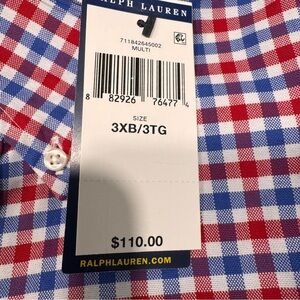 RALPH LAUREN
711842645002
MULTI
8 82926 76477 4
SIZE
3XB/3TG
$110.00
RALPHLAUREN.COM